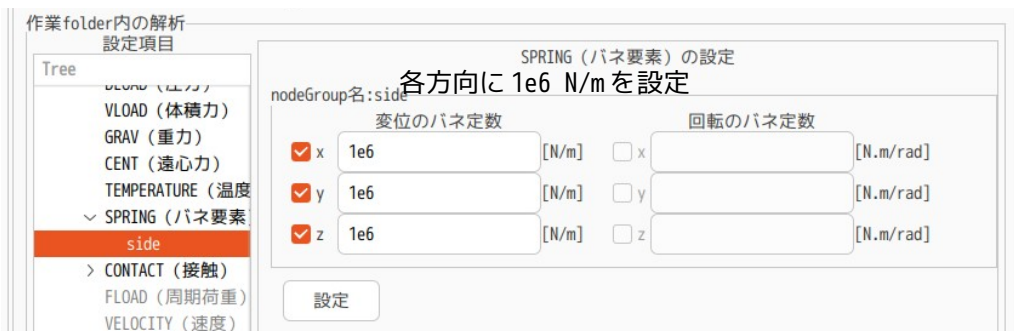 作業folder内の解析
設定項目
Tree
DLOAD (圧力)
VLOAD (体積力)
GRAV (重力)
CENT (遠心力)
TEMPERATURE (温度
SPRING (バネ要素)
side
CONTACT (接触)
FLOAD (周期荷重)
VELOCITY (速度)
SPRING (バネ要素) の設定
各方向に 1e6 N/mを設定
nodeGroup名:side
変位のバネ定数 回転のバネ定数
x 1e6 [N/m] x [N.m/rad]
y 1e6 [N/m] y [N.m/rad]
z 1e6 [N/m] z [N.m/rad]
設定